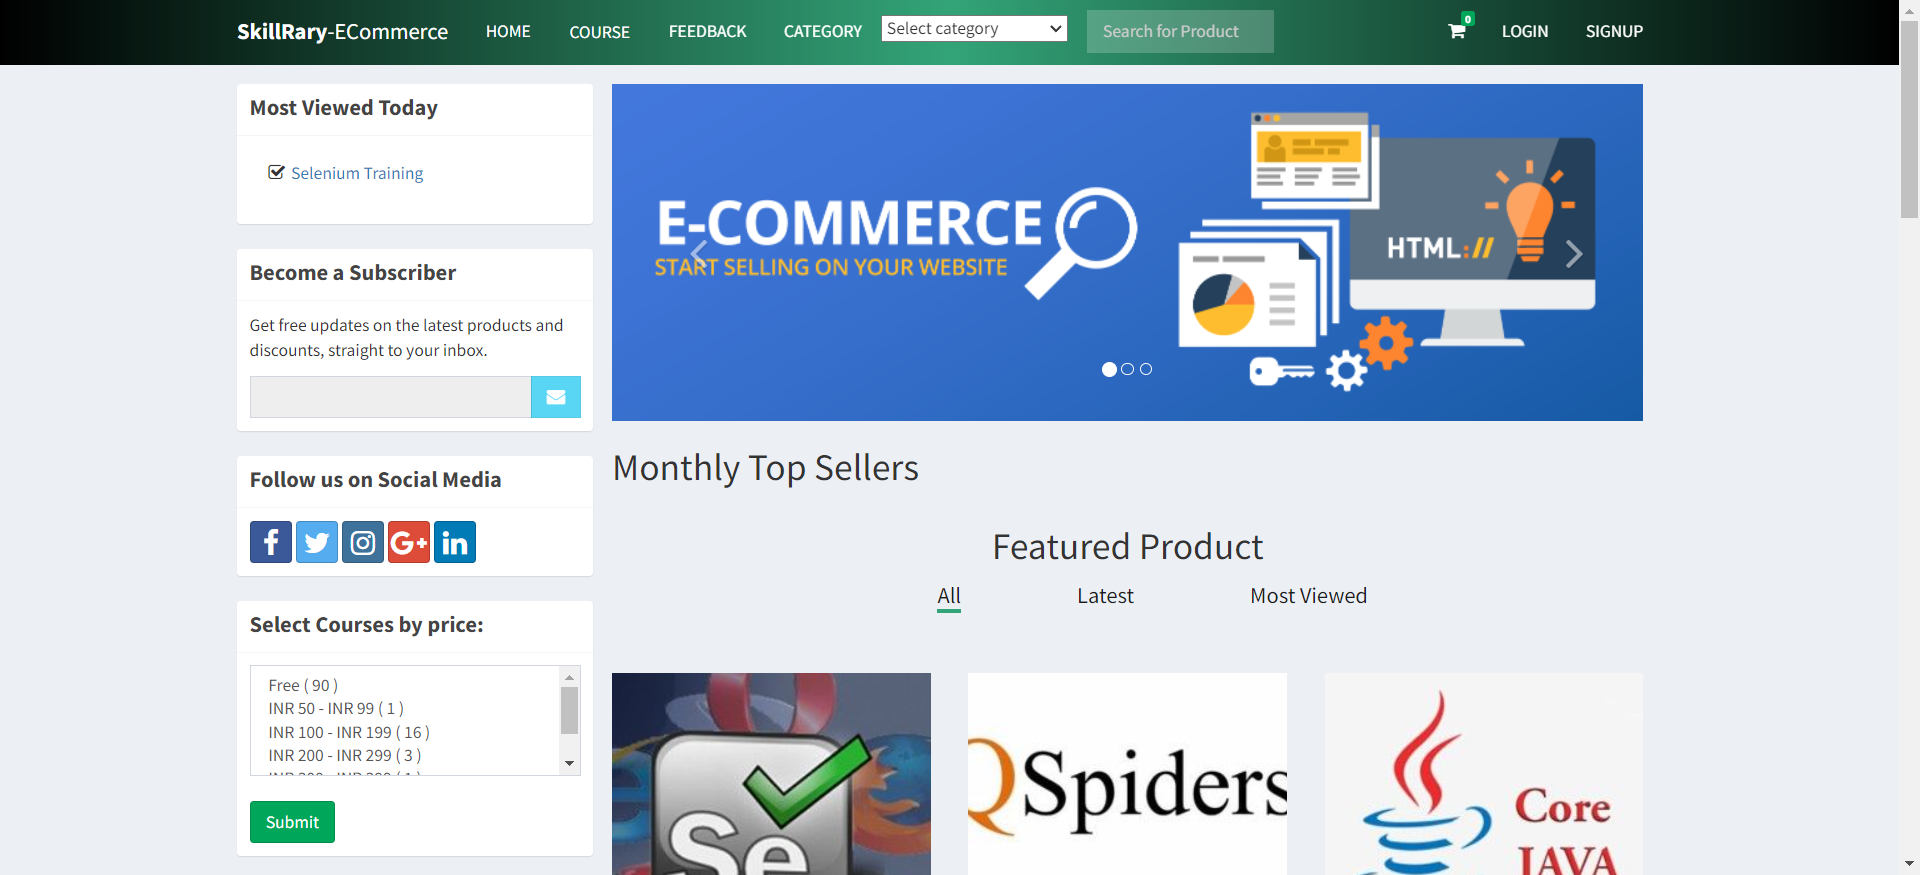 SkillRary-ECommerce HOME COURSE FEEDBACK CATEGORY Select category Search for Product 0 LOGIN SIGNUP
Most Viewed Today
Selenium Training
Become a Subscriber
Get free updates on the latest products and
discounts, straight to your inbox.
Follow us on Social Media
f G+ in
Select Courses by price:
Free ( 90 )
INR 50 - INR 99 ( 1 )
INR 100 - INR 199 ( 16 )
INR 200 - INR 299 ( 3 )
Submit
E-COMMERCE
START SELLING ON YOUR WEBSITE
HTML://
Monthly Top Sellers
Featured Product
All Latest Most Viewed
Se
QSpiders
Core
JAVA